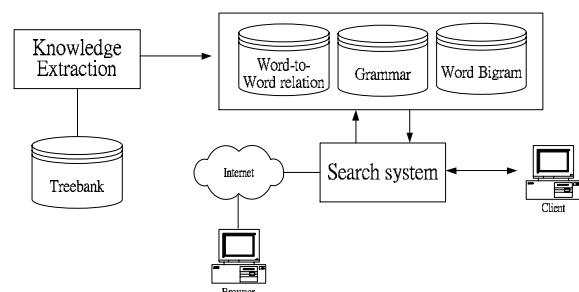 Knowledge
Extraction
Word-to-
Word relation
Grammar
Word Bigram
Treebank
Internet
Search system
Client